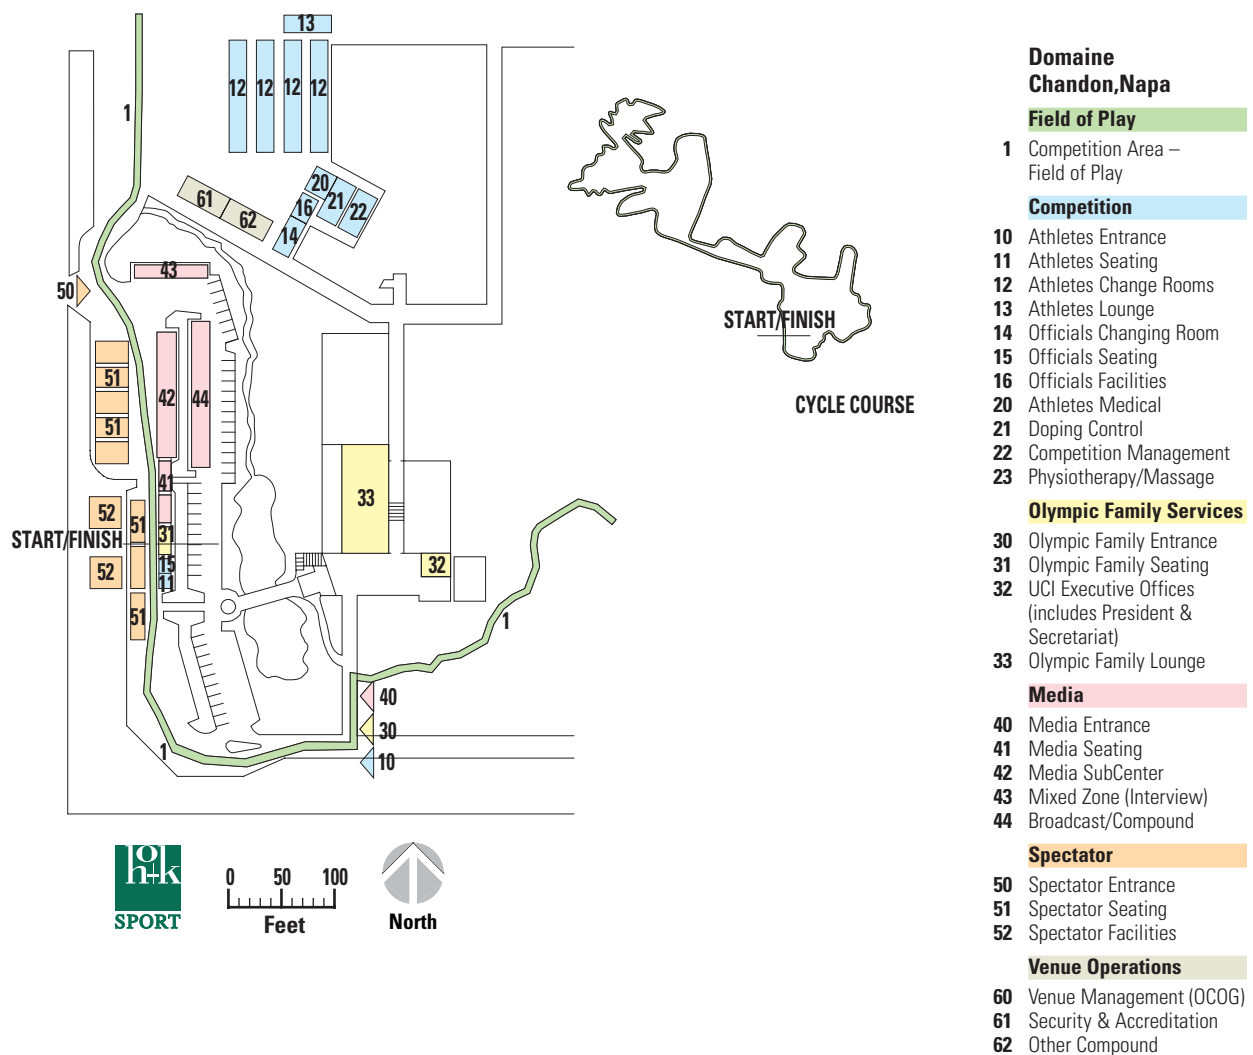 13
12 12 12 12
1
20
61
21
16
22
62
14
43
50
51
42
44
51
41
33
52
51
31
START/FINISH
15
52
32
11
51
1
40
30
1
10
START/FINISH
CYCLE COURSE
ho+k
SPORT
0 50 100
Feet
North
Domaine
Chandon,Napa
Field of Play
1 Competition Area –
Field of Play
Competition
10 Athletes Entrance
11 Athletes Seating
12 Athletes Change Rooms
13 Athletes Lounge
14 Officials Changing Room
15 Officials Seating
16 Officials Facilities
20 Athletes Medical
21 Doping Control
22 Competition Management
23 Physiotherapy/Massage
Olympic Family Services
30 Olympic Family Entrance
31 Olympic Family Seating
32 UCI Executive Offices
(includes President &
Secretariat)
33 Olympic Family Lounge
Media
40 Media Entrance
41 Media Seating
42 Media SubCenter
43 Mixed Zone (Interview)
44 Broadcast/Compound
Spectator
50 Spectator Entrance
51 Spectator Seating
52 Spectator Facilities
Venue Operations
60 Venue Management (OCOG)
61 Security & Accreditation
62 Other Compound